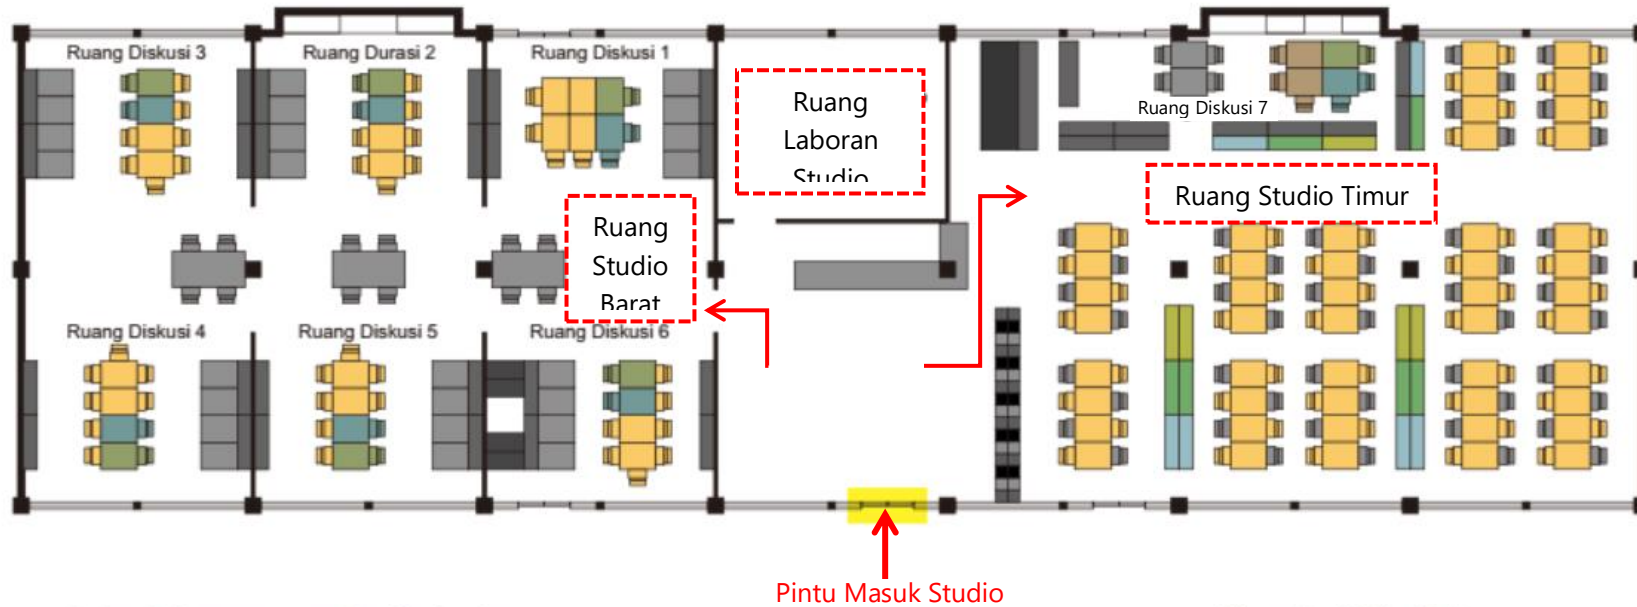 Ruang Diskusi 3
Ruang Durasi 2
Ruang Diskusi 1
Ruang
Laboran
Studio
Ruang Diskusi 7
Ruang Studio Timur
Ruang
Studio
Barat
Ruang Diskusi 4
Ruang Diskusi 5
Ruang Diskusi 6
Pintu Masuk Studio